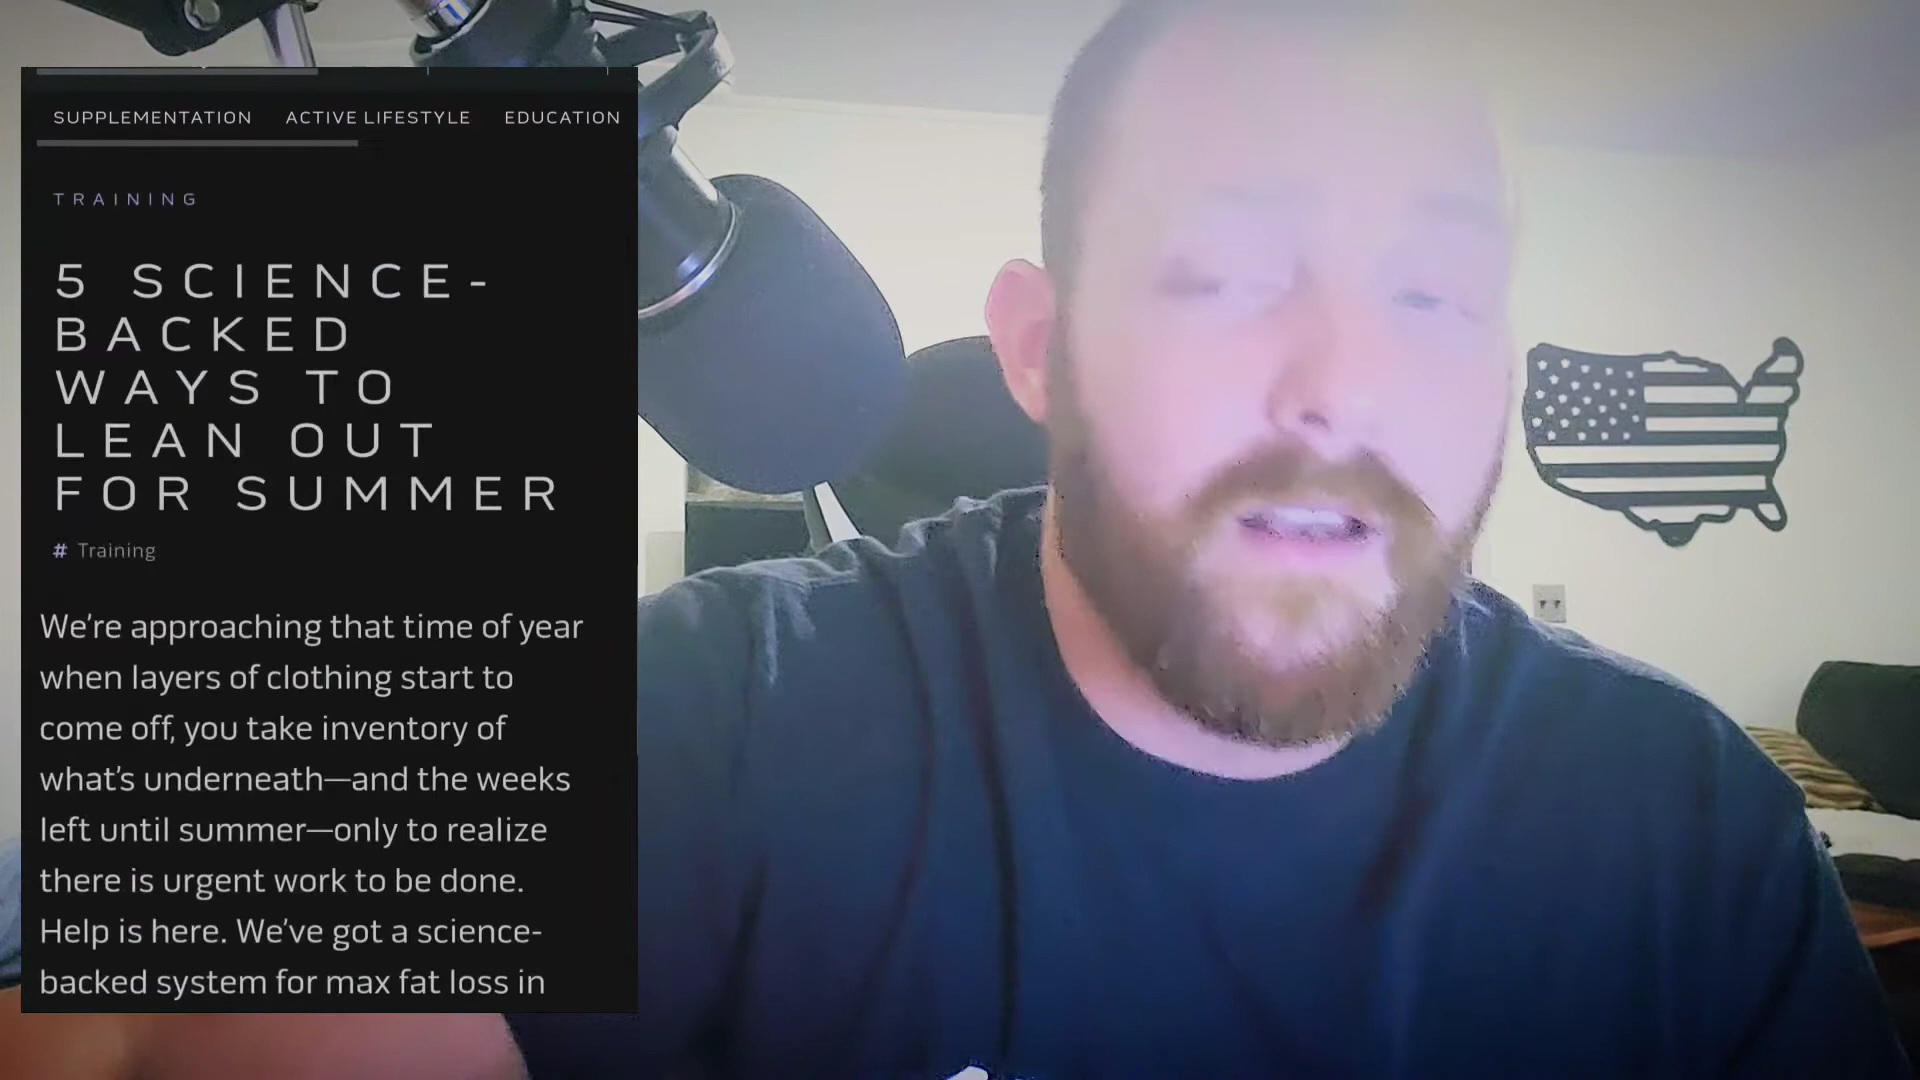 SUPPLEMENTATION ACTIVE LIFESTYLE EDUCATION
TRAINING
5 SCIENCE-
BACKED
WAYS TO
LEAN OUT
FOR SUMMER
# Training
We’re approaching that time of year
when layers of clothing start to
come off, you take inventory of
what’s underneath—and the weeks
left until summer—only to realize
there is urgent work to be done.
Help is here. We’ve got a science-
backed system for max fat loss in